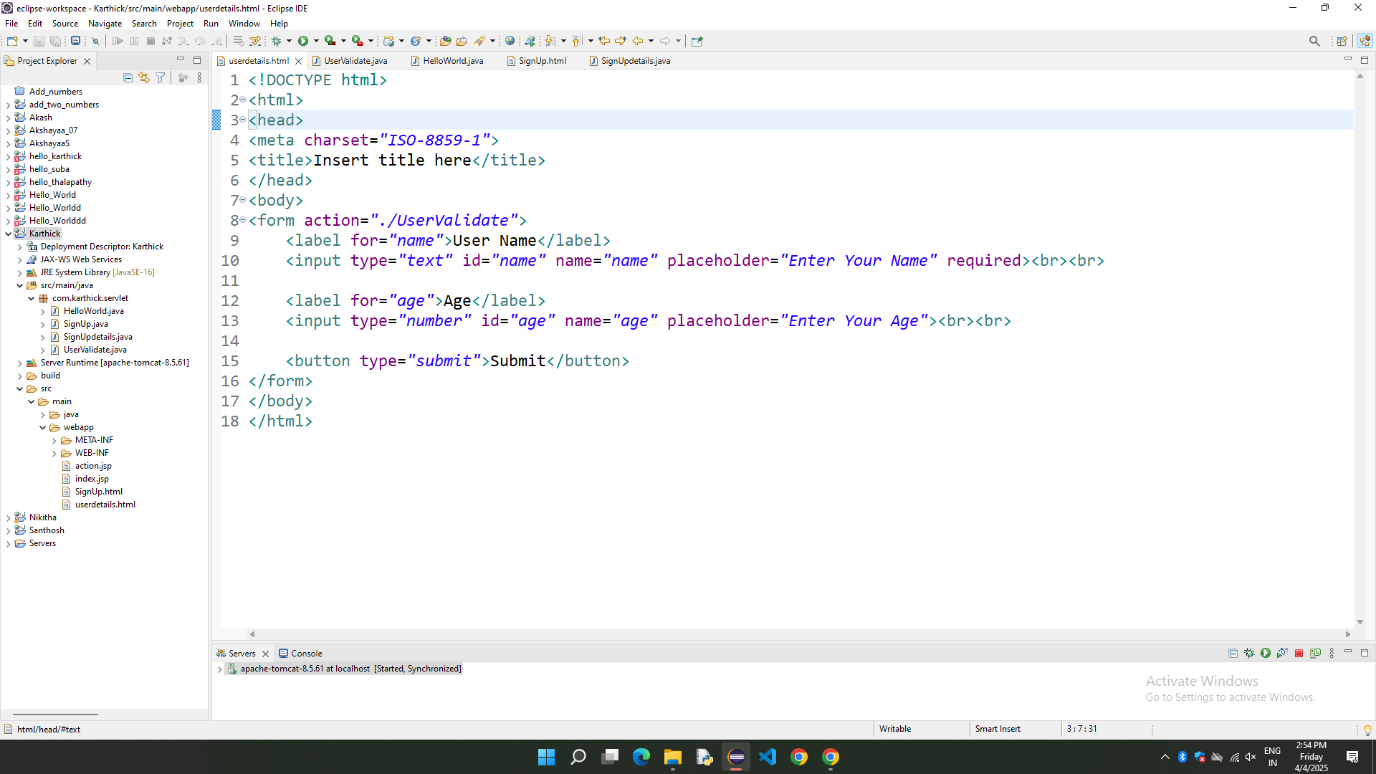 eclipse-workspace - Karthick/src/main/webapp/userdetails.html - Eclipse IDE
File Edit Source Navigate Search Project Run Window Help
Project Explorer
Add_numbers
add_two_numbers
Akash
Akshayaa_07
AkshayaaS
hello_karthick
hello_suba
hello_thalapathy
Hello_World
Hello_Worldd
Hello_Worlddd
Karthick
Deployment Descriptor: Karthick
JAX-WS Web Services
JRE System Library [JavaSE-16]
src/main/java
com.karthick.servlet
HelloWorld.java
SignUp.java
SignUpdetails.java
UserValidate.java
Server Runtime [apache-tomcat-8.5.61]
build
src
main
java
webapp
META-INF
WEB-INF
action.jsp
index.jsp
SignUp.html
userdetails.html
Nikitha
Santhosh
Servers
userdetails.html UserValidate.java HelloWorld.java SignUp.html SignUpdetails.java
1 <!DOCTYPE html>
2 <html>
3 <head>
4 <meta charset="ISO-8859-1">
5 <title>Insert title here</title>
6 </head>
7 <body>
8 <form action="./UserValidate">
9 <label for="name">User Name</label>
10 <input type="text" id="name" name="name" placeholder="Enter Your Name" required><br><br>
11
12 <label for="age">Age</label>
13 <input type="number" id="age" name="age" placeholder="Enter Your Age"><br><br>
14
15 <button type="submit">Submit</button>
16 </form>
17 </body>
18 </html>
Servers Console
apache-tomcat-8.5.61 at localhost [Started, Synchronized]
Activate Windows
Go to Settings to activate Windows.
html/head/#text Writable Smart Insert 3 : 7 : 31
ENG
IN
2:54 PM
Friday
4/4/2025